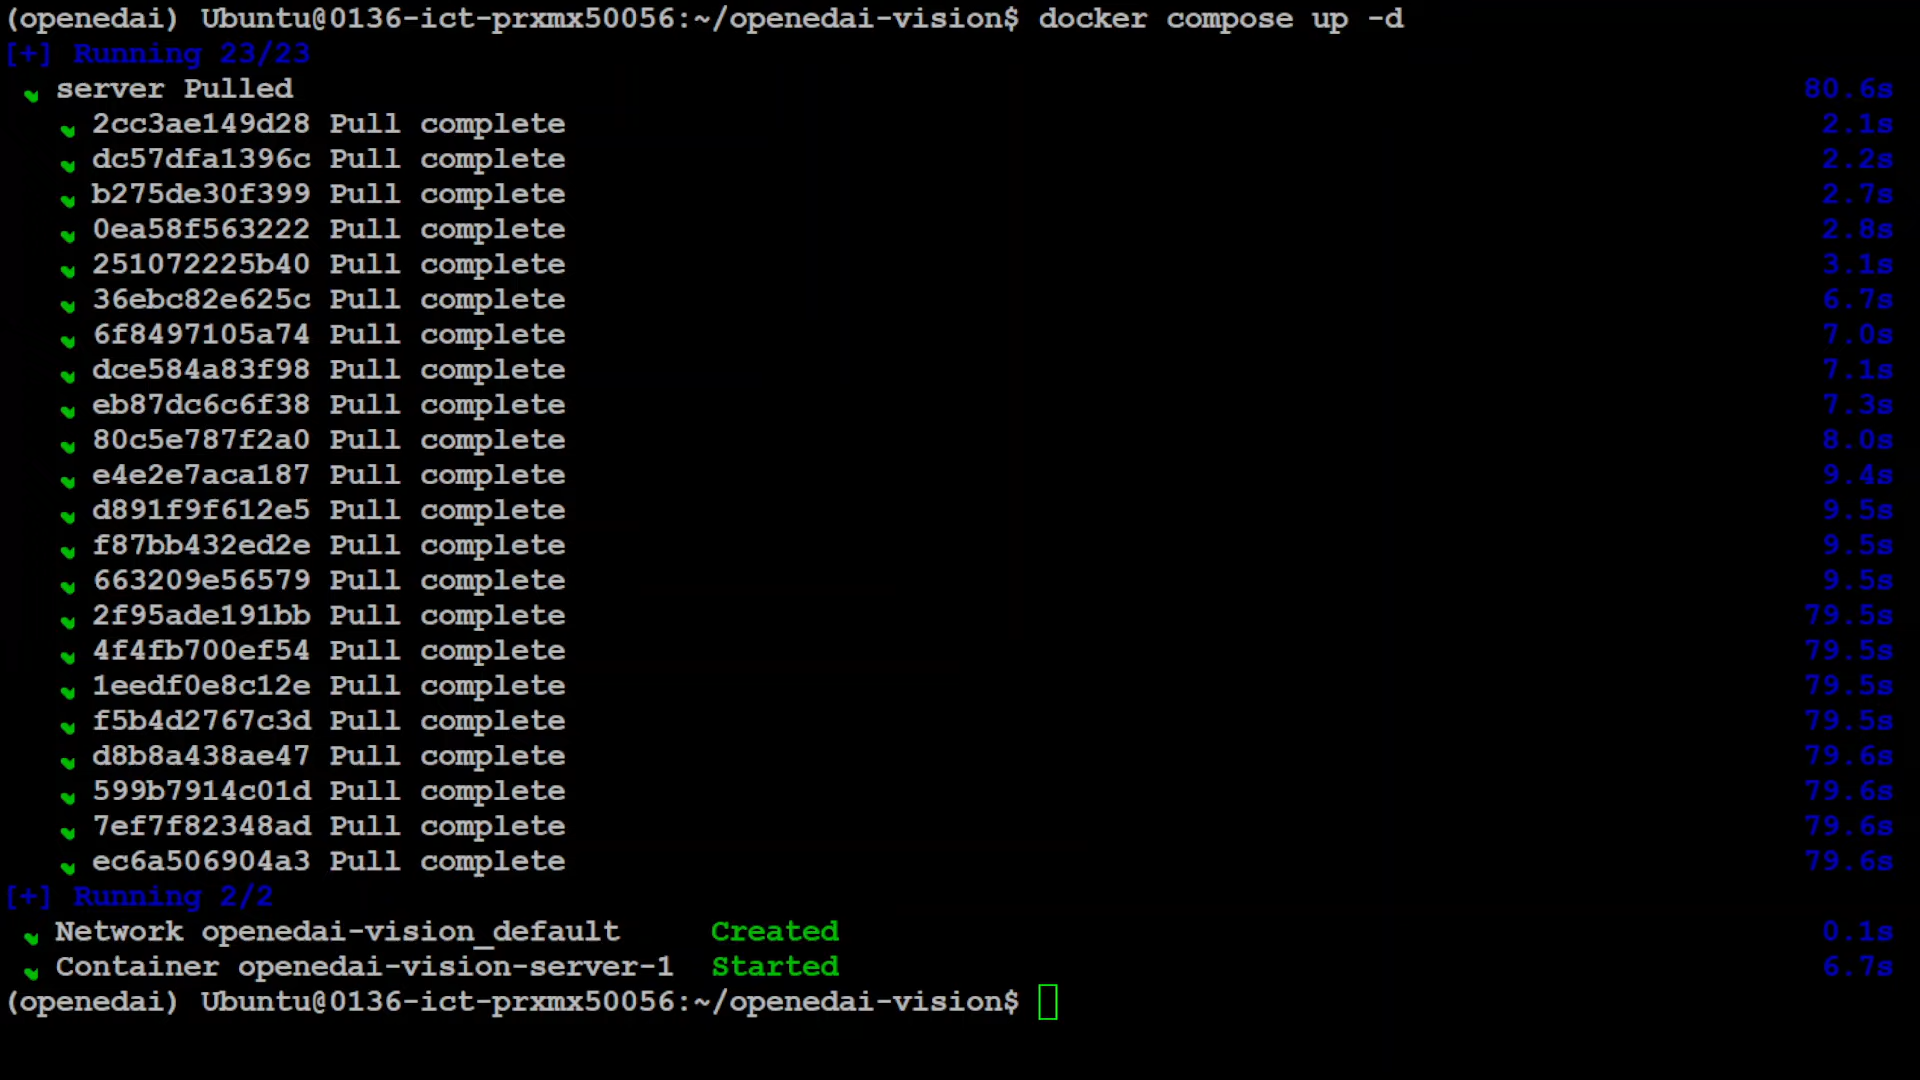 (openedai) Ubuntu@0136-ict-prxmx50056:~/openedai-vision$ docker compose up -d
[+] Running 23/23
✔ server Pulled 80.6s
✔ 2cc3ae149d28 Pull complete 2.1s
✔ dc57dfa1396c Pull complete 2.2s
✔ b275de30f399 Pull complete 2.7s
✔ 0ea58f563222 Pull complete 2.8s
✔ 251072225b40 Pull complete 3.1s
✔ 36ebc82e625c Pull complete 6.7s
✔ 6f8497105a74 Pull complete 7.0s
✔ dce584a83f98 Pull complete 7.1s
✔ eb87dc6c6f38 Pull complete 7.3s
✔ 80c5e787f2a0 Pull complete 8.0s
✔ e4e2e7aca187 Pull complete 9.4s
✔ d891f9f612e5 Pull complete 9.5s
✔ f87bb432ed2e Pull complete 9.5s
✔ 663209e56579 Pull complete 9.5s
✔ 2f95ade191bb Pull complete 79.5s
✔ 4f4fb700ef54 Pull complete 79.5s
✔ 1eedf0e8c12e Pull complete 79.5s
✔ f5b4d2767c3d Pull complete 79.5s
✔ d8b8a438ae47 Pull complete 79.6s
✔ 599b7914c01d Pull complete 79.6s
✔ 7ef7f82348ad Pull complete 79.6s
✔ ec6a506904a3 Pull complete 79.6s
[+] Running 2/2
✔ Network openedai-vision_default Created 0.1s
✔ Container openedai-vision-server-1 Started 6.7s
(openedai) Ubuntu@0136-ict-prxmx50056:~/openedai-vision$